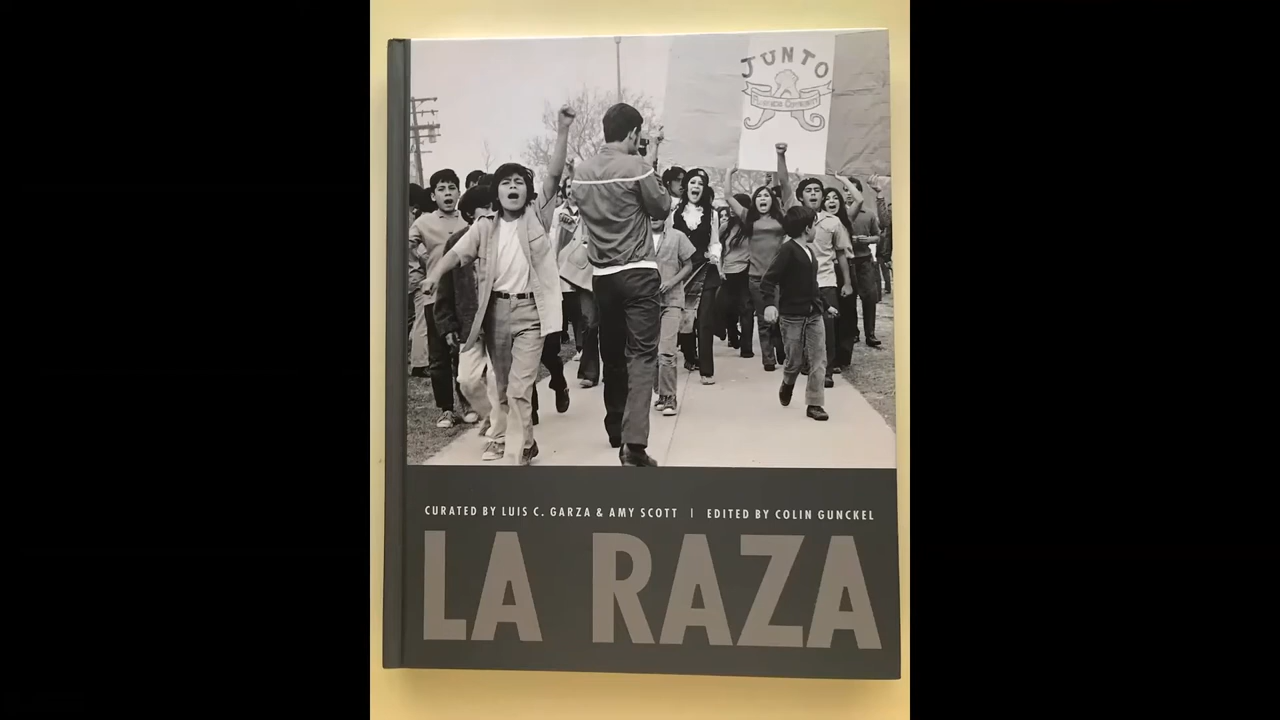 JUNTO
CURATED BY LUIS C. GARZA & AMY SCOTT | EDITED BY COLIN GUNCKEL
LA RAZA